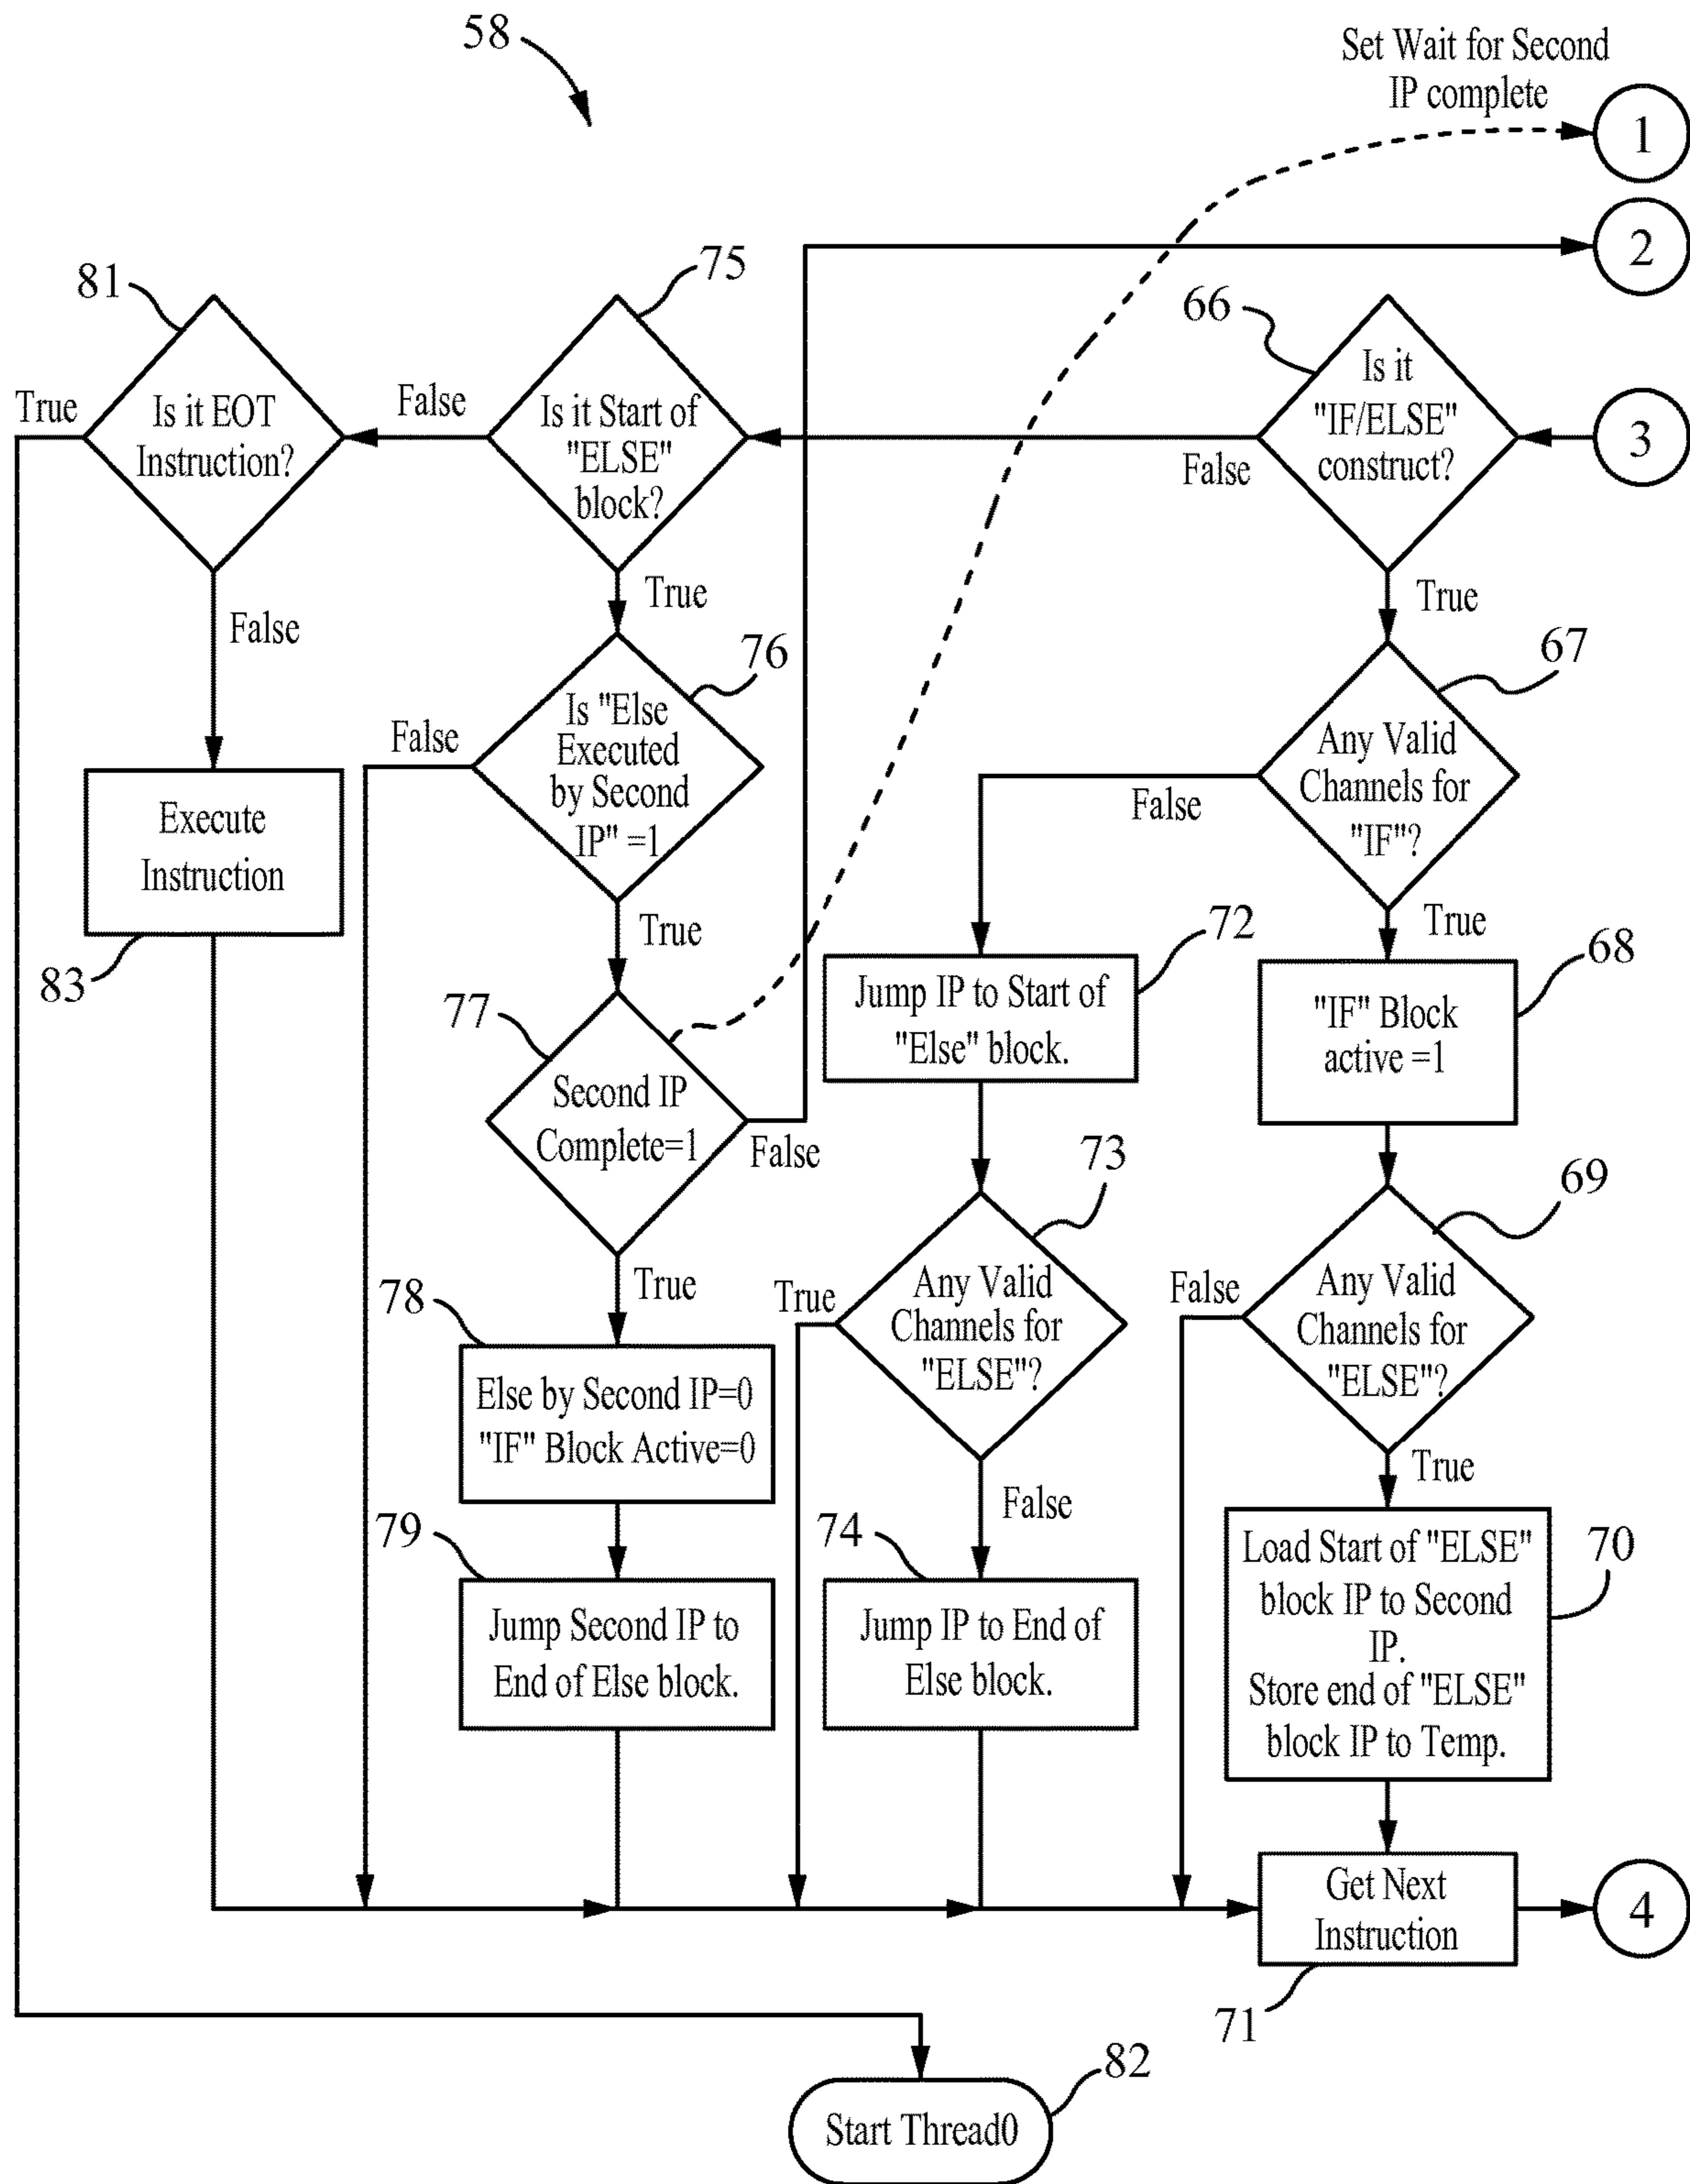 58
Set Wait for Second
IP complete
1
2
81
75
66
True
Is it EOT
Instruction?
False
Is it Start of
"ELSE"
block?
Is it
"IF/ELSE"
construct?
False
3
False
True
True
76
67
False
Is "Else
Executed
by Second
IP" =1
Any Valid
Channels for
"IF"?
False
Execute
Instruction
83
True
True
72
68
77
Jump IP to Start of
"Else" block.
"IF" Block
active =1
Second IP
Complete=1
False
73
69
True
78
True
Any Valid
Channels for
"ELSE"?
False
Any Valid
Channels for
"ELSE"?
Else by Second IP=0
"IF" Block Active=0
True
False
79
74
70
Jump Second IP to
End of Else block.
Jump IP to End of
Else block.
Load Start of "ELSE"
block IP to Second
IP.
Store end of "ELSE"
block IP to Temp.
Get Next
Instruction
4
71
82
Start Thread0